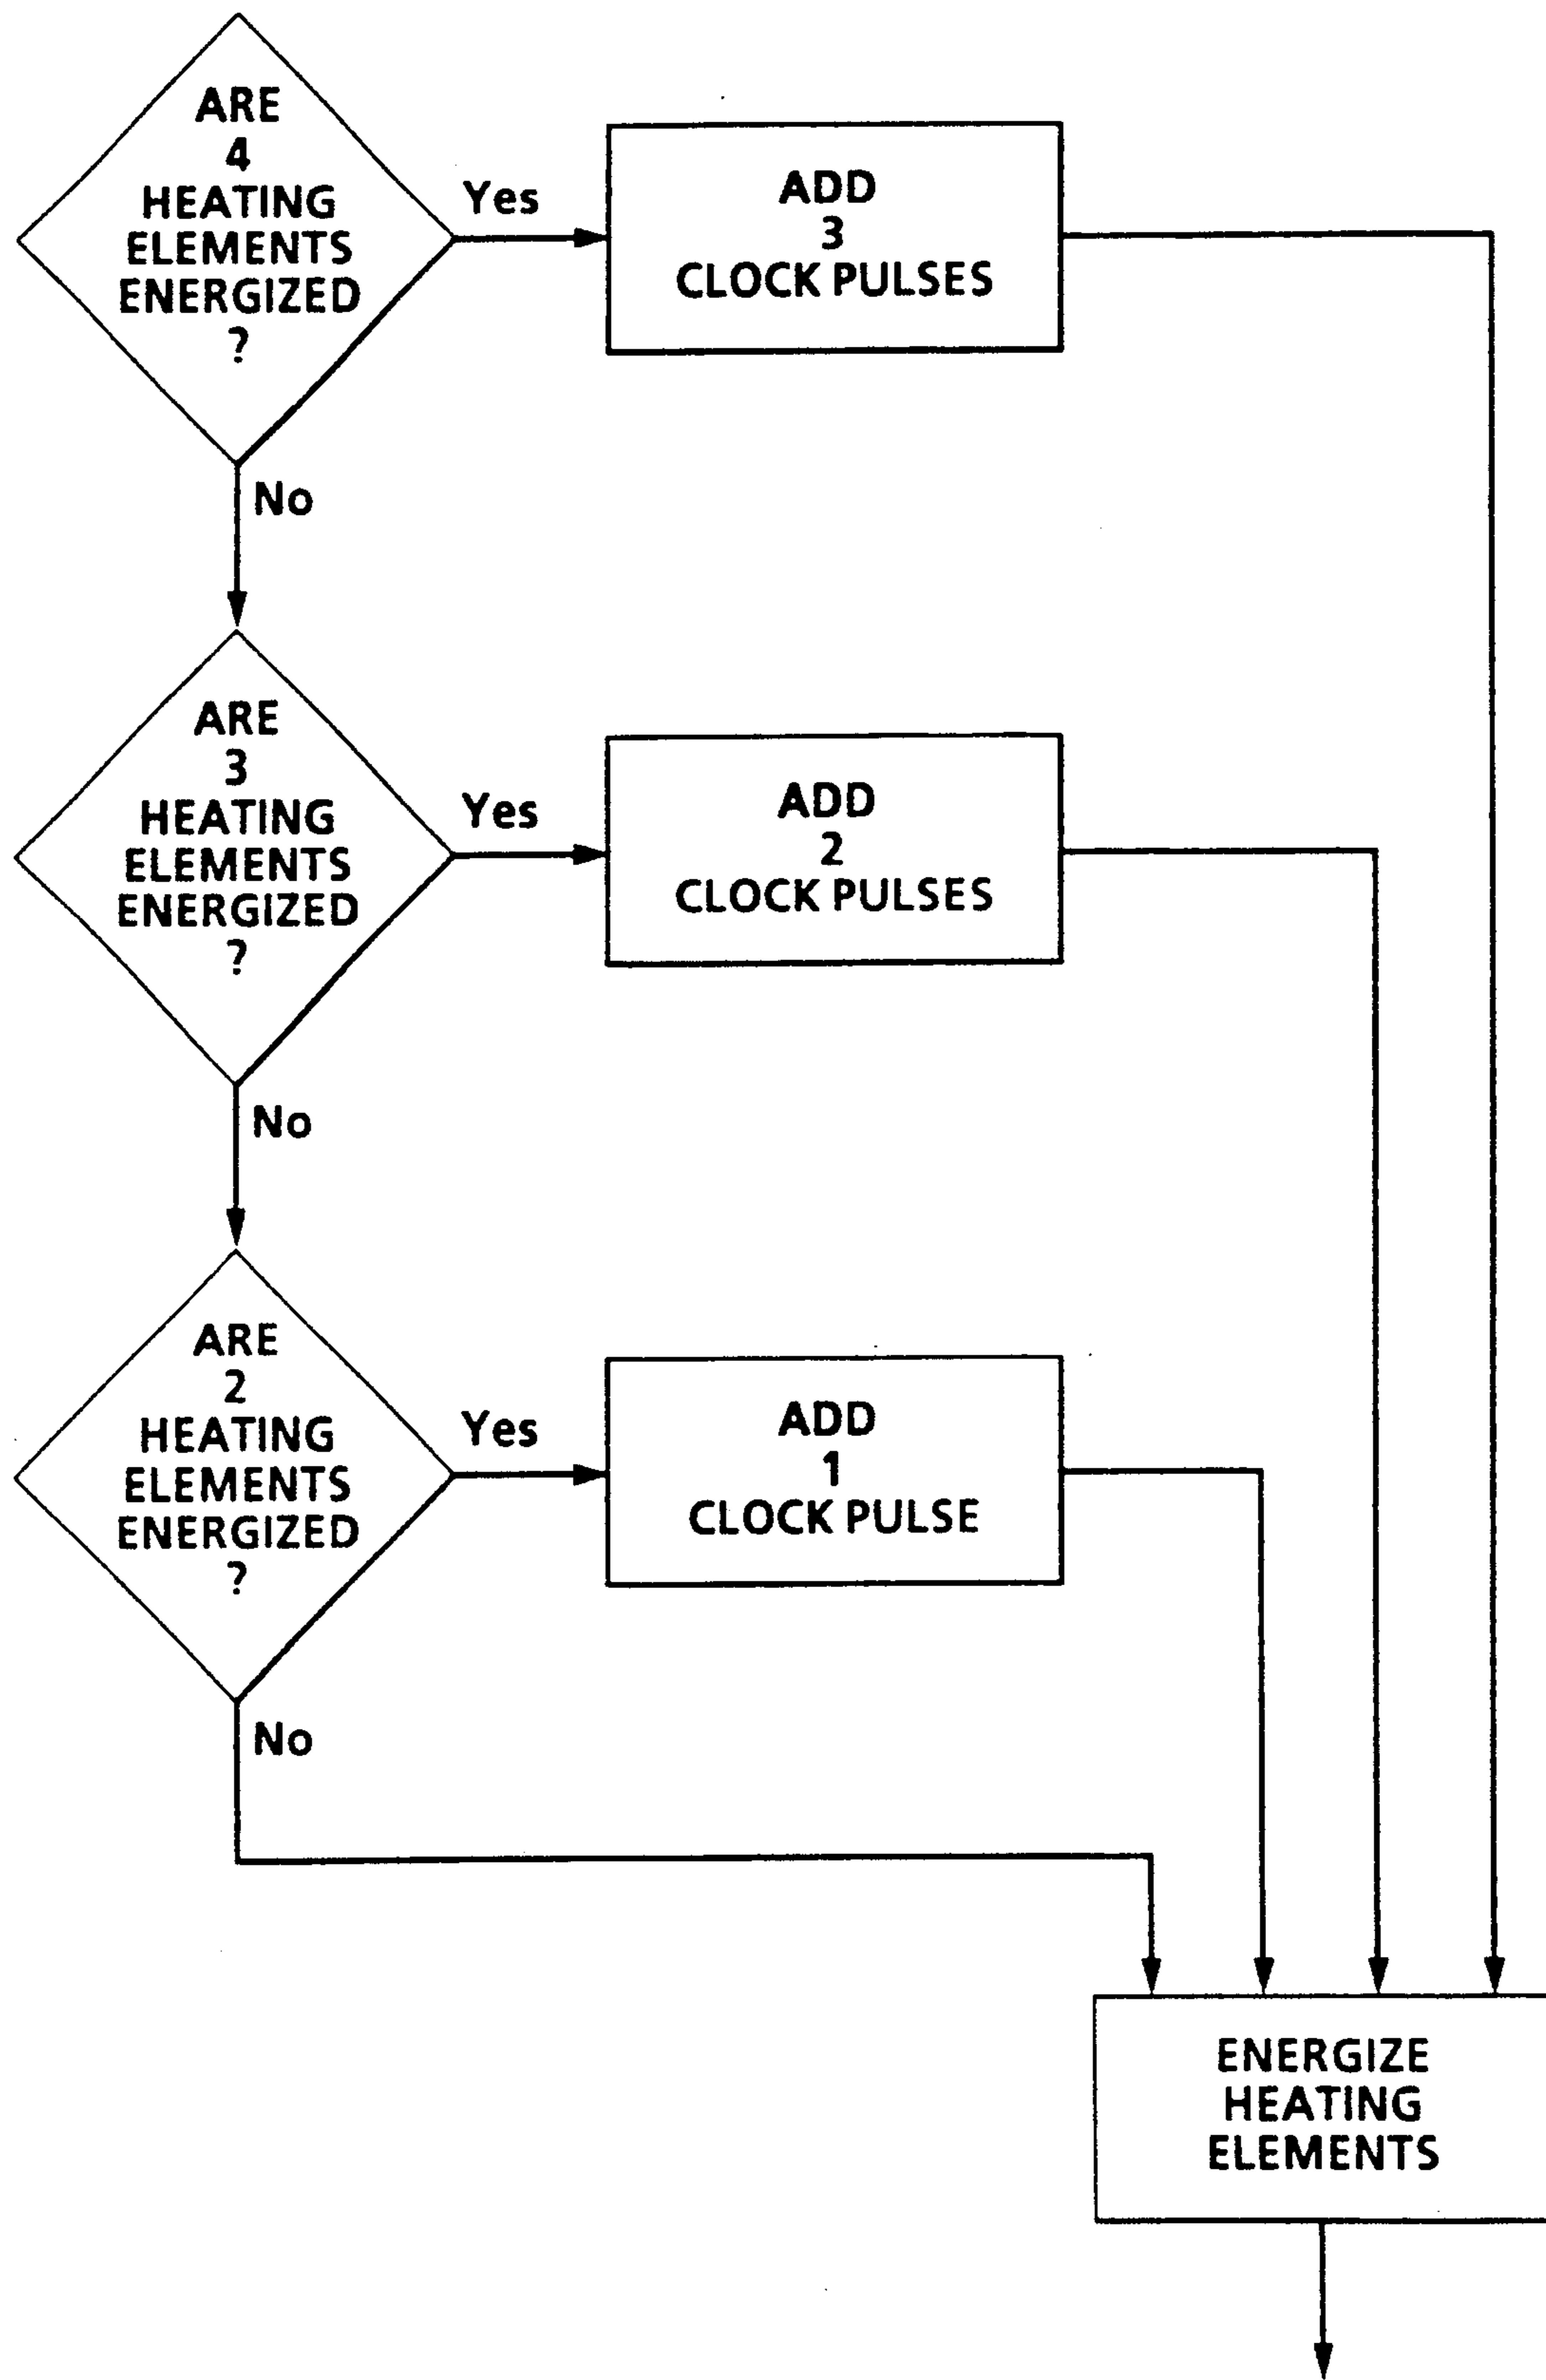 ARE
4
HEATING
ELEMENTS
ENERGIZED
?
Yes
ADD
3
CLOCK PULSES
No
ARE
3
HEATING
ELEMENTS
ENERGIZED
?
Yes
ADD
2
CLOCK PULSES
No
ARE
2
HEATING
ELEMENTS
ENERGIZED
?
Yes
ADD
1
CLOCK PULSE
No
ENERGIZE
HEATING
ELEMENTS